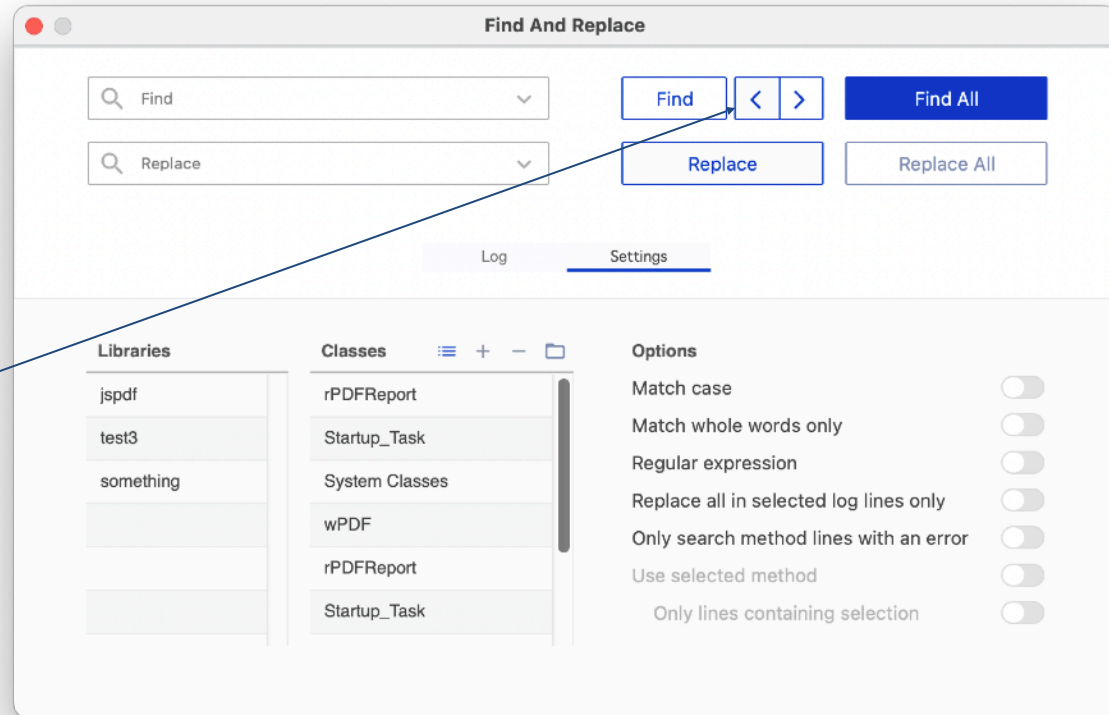 Find And Replace
Find
Find
<
>
Find All
Replace
Replace
Replace All
Log
Settings
Libraries
jspdf
test3
something
Classes
rPDFReport
Startup_Task
System Classes
wPDF
rPDFReport
Startup_Task
Options
Match case
Match whole words only
Regular expression
Replace all in selected log lines only
Only search method lines with an error
Use selected method
Only lines containing selection